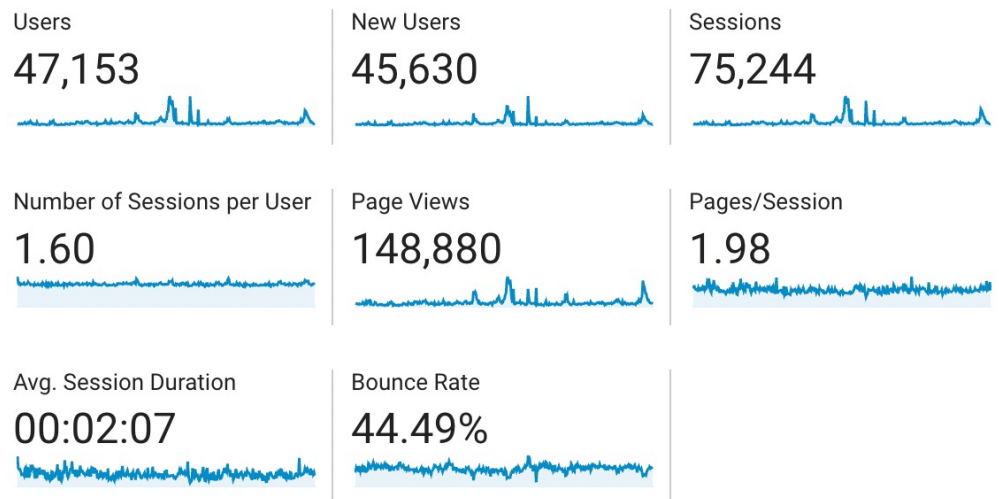 Users
47,153
New Users
45,630
Sessions
75,244
Number of Sessions per User
1.60
Page Views
148,880
Pages/Session
1.98
Avg. Session Duration
00:02:07
Bounce Rate
44.49%